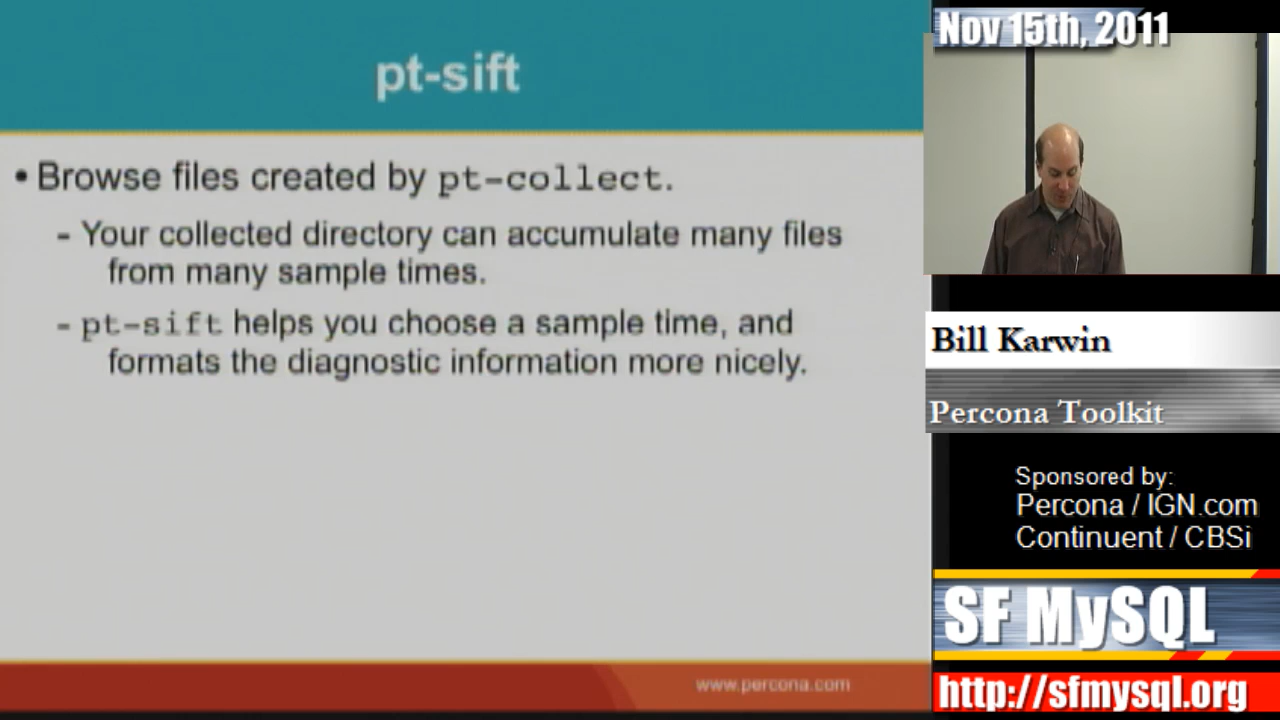 pt-sift
• Browse files created by pt-collect.
- Your collected directory can accumulate many files
from many sample times.
- pt-sift helps you choose a sample time, and
formats the diagnostic information more nicely.
www.percona.com
Nov 15th, 2011
Bill Karwin
Percona Toolkit
Sponsored by:
Percona / IGN.com
Continuent / CBSi
SF MySQL
http://sfmysql.org